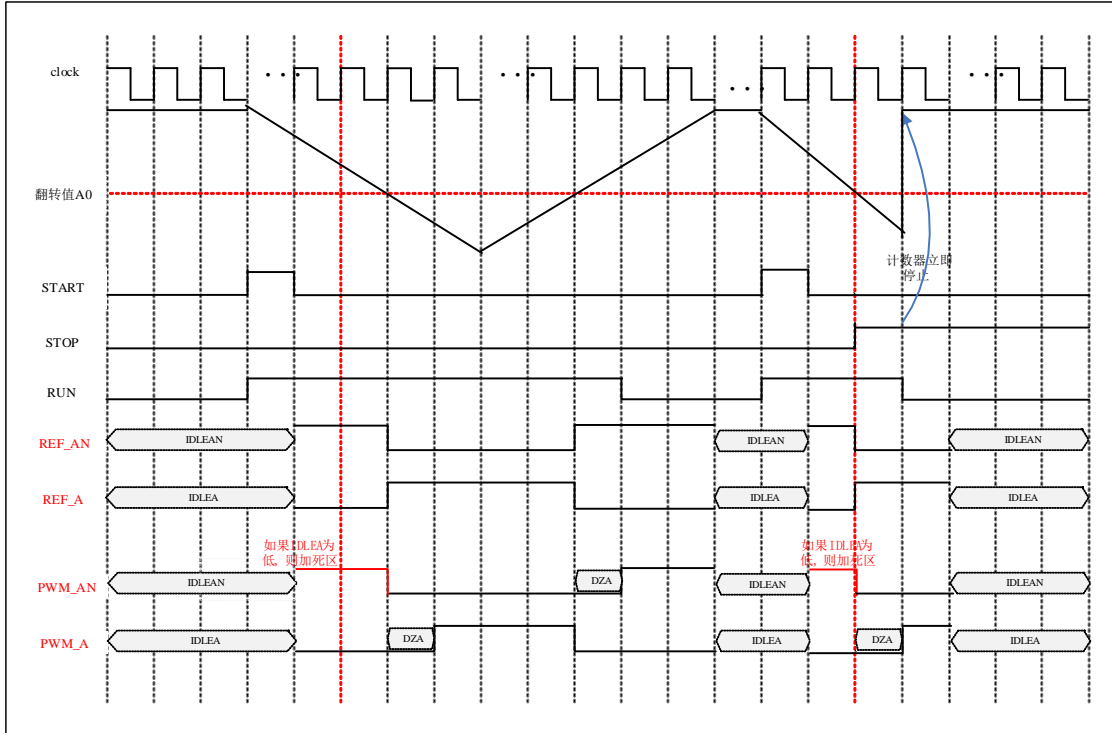 clock
• • •
• • •
• • •
• • •
• • •
翻转值A0
计数器立即
停止
START
STOP
RUN
REF_AN
IDLEAN
IDLEAN
IDLEAN
REF_A
IDLEA
IDLEA
IDLEA
如果IDLEA为
低, 则加死区
如果IDLEA为
低, 则加死区
PWM_AN
IDLEAN
DZA
IDLEAN
IDLEAN
PWM_A
IDLEA
DZA
IDLEA
DZA
IDLEA